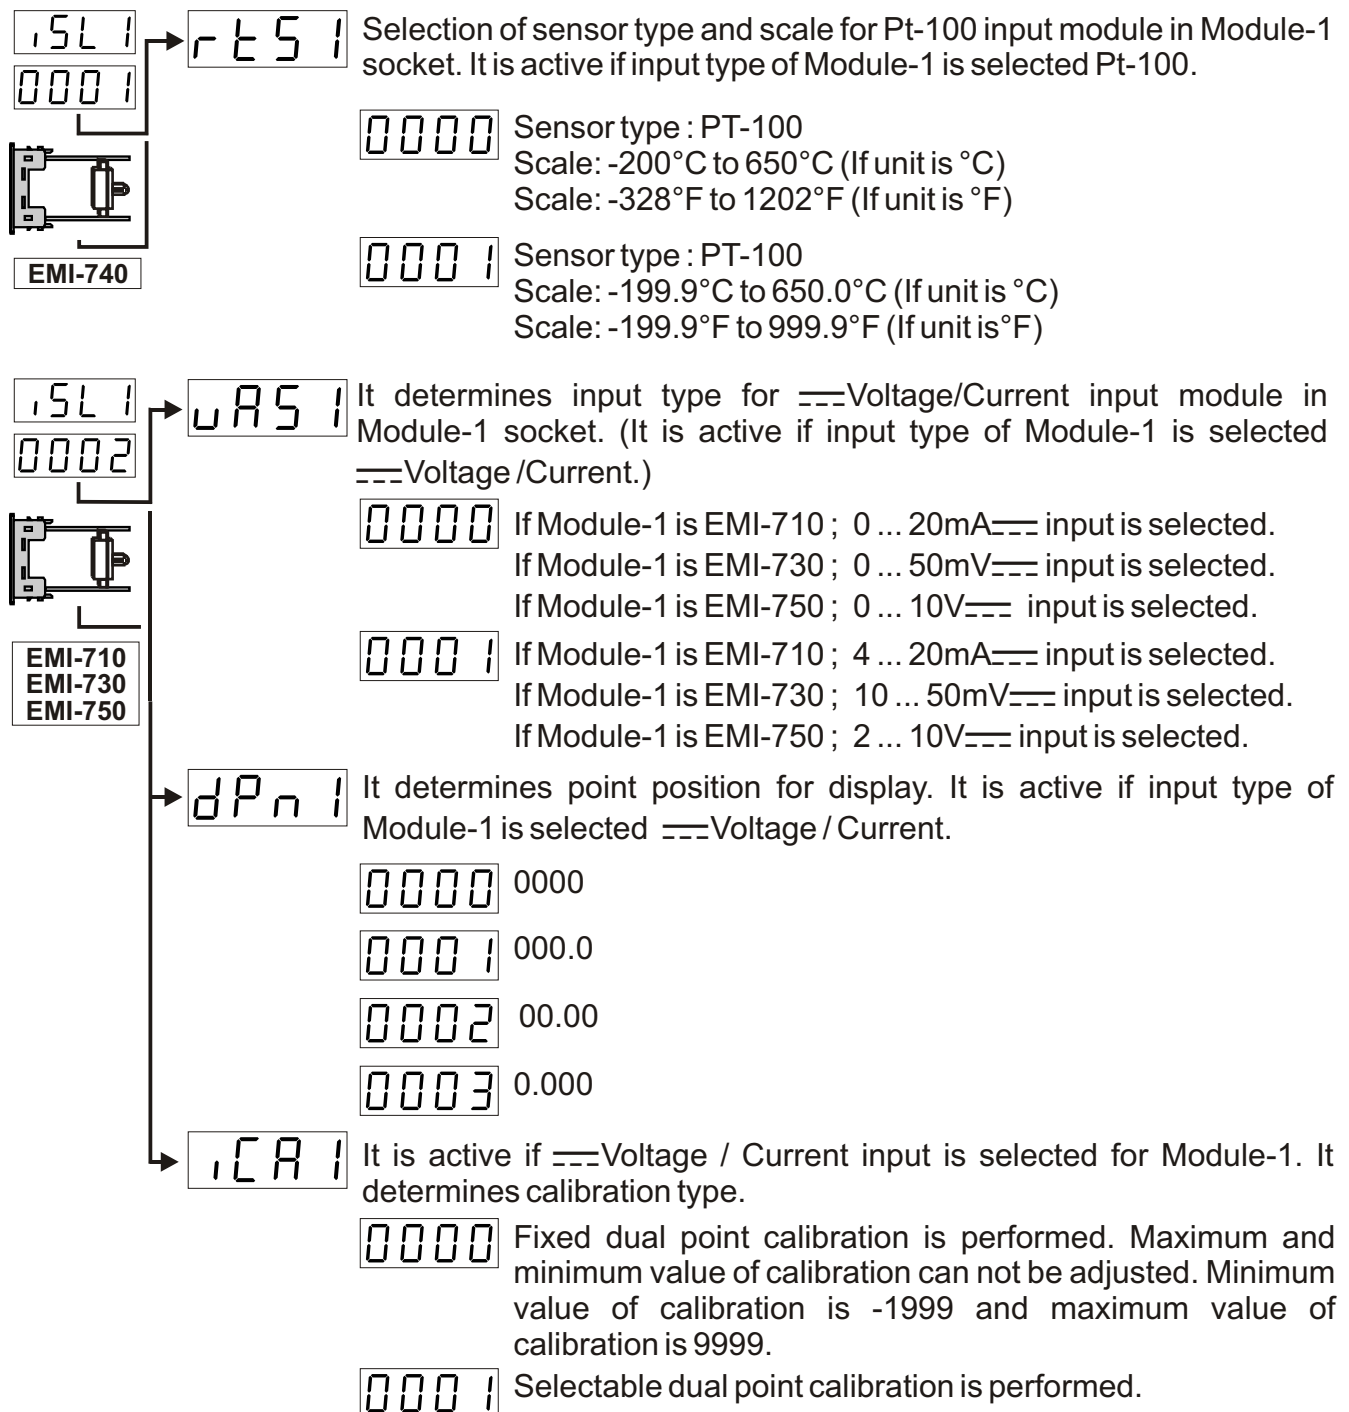 iSL1
0001
rtS1
Selection of sensor type and scale for Pt-100 input module in Module-1
socket. It is active if input type of Module-1 is selected Pt-100.
0000
Sensor type : PT-100
Scale: -200°C to 650°C (If unit is °C)
Scale: -328°F to 1202°F (If unit is °F)
EMI-740
0001
Sensor type : PT-100
Scale: -199.9°C to 650.0°C (If unit is °C)
Scale: -199.9°F to 999.9°F (If unit is°F)
iSL1
0002
uAS1
It determines input type for ⎓Voltage/Current input module in
Module-1 socket. (It is active if input type of Module-1 is selected
⎓Voltage /Current.)
0000
If Module-1 is EMI-710 ; 0 ... 20mA⎓ input is selected.
If Module-1 is EMI-730 ; 0 ... 50mV⎓ input is selected.
If Module-1 is EMI-750 ; 0 ... 10V⎓ input is selected.
EMI-710
EMI-730
EMI-750
0001
If Module-1 is EMI-710 ; 4 ... 20mA⎓ input is selected.
If Module-1 is EMI-730 ; 10 ... 50mV⎓ input is selected.
If Module-1 is EMI-750 ; 2 ... 10V⎓ input is selected.
dPn1
It determines point position for display. It is active if input type of
Module-1 is selected ⎓Voltage / Current.
0000 0000
0001 000.0
0002 00.00
0003 0.000
iCA1
It is active if ⎓Voltage / Current input is selected for Module-1. It
determines calibration type.
0000
Fixed dual point calibration is performed. Maximum and
minimum value of calibration can not be adjusted. Minimum
value of calibration is -1999 and maximum value of
calibration is 9999.
0001 Selectable dual point calibration is performed.